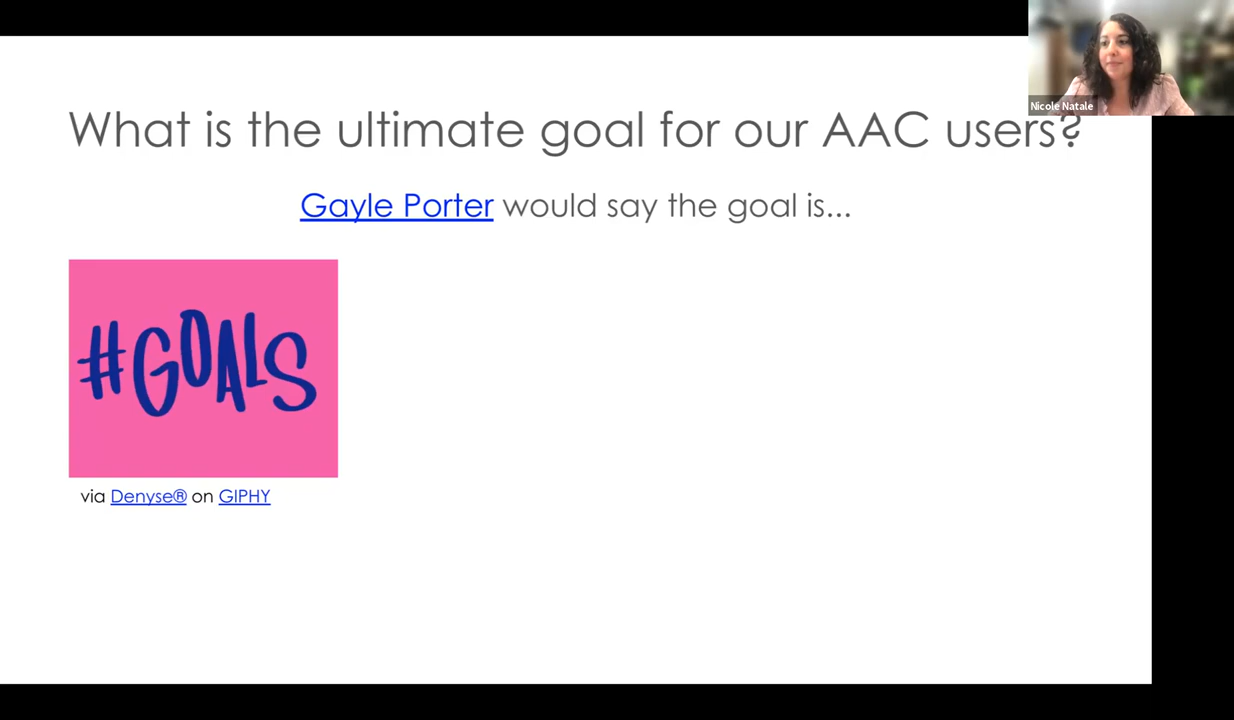 Nicole Natale
What is the ultimate goal for our AAC users?
Gayle Porter would say the goal is...
#GOALS
via Denyse® on GIPHY